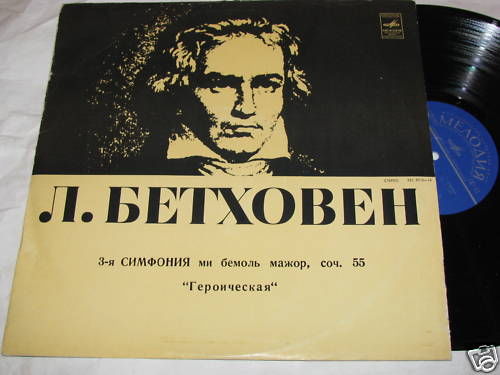 МЕЛОДИЯ
Л. БЕТХОВЕН
3-я СИМФОНИЯ ми бемоль мажор, соч. 55
"Героическая"